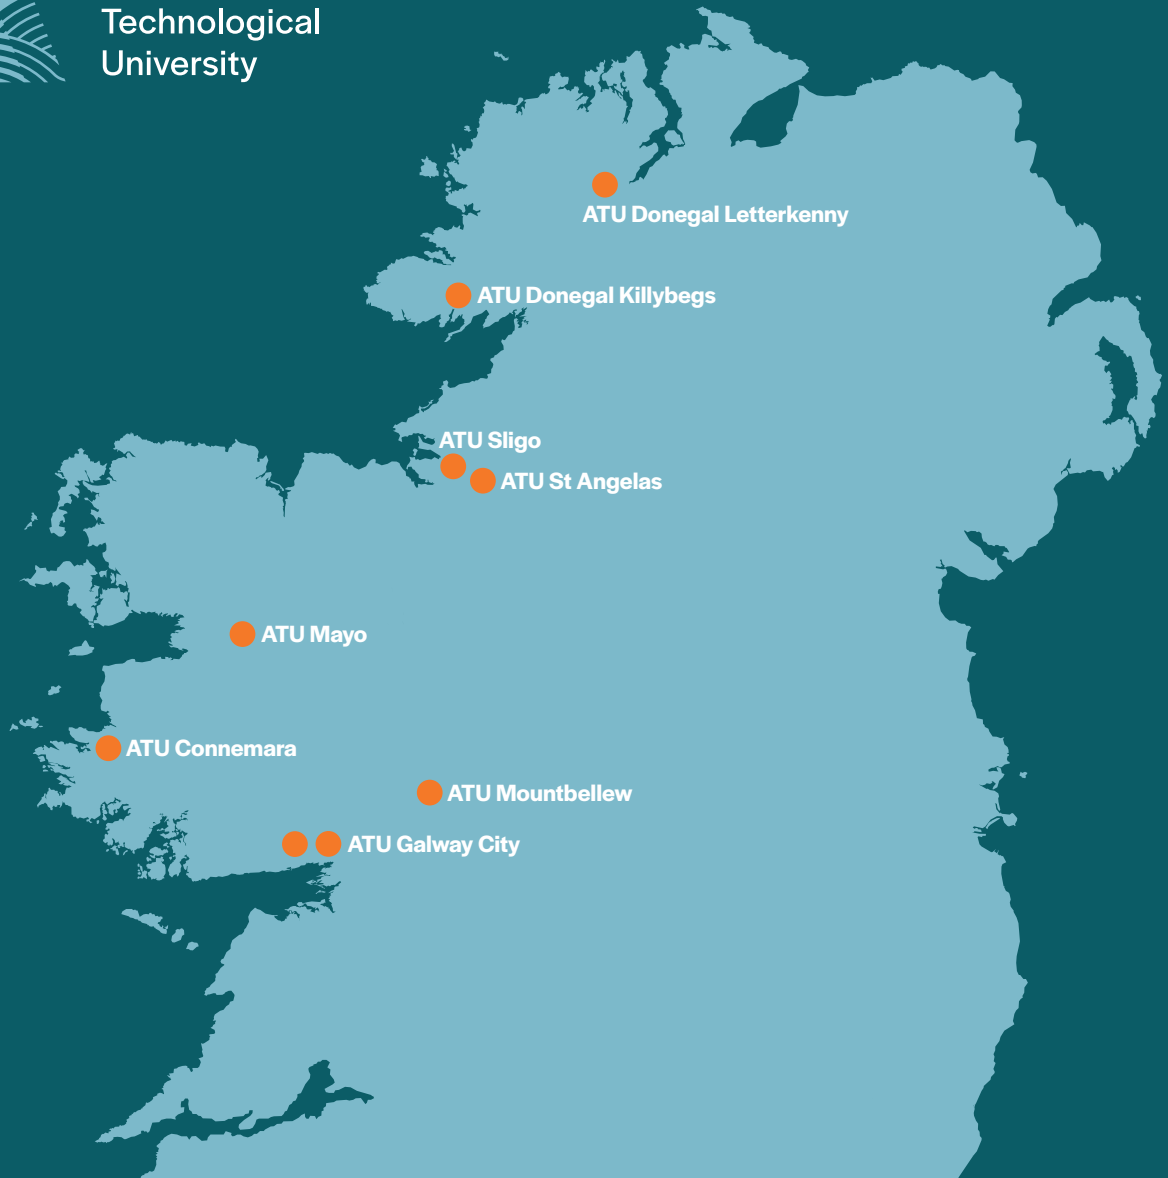 Technological
University
ATU Donegal Letterkenny
ATU Donegal Killybegs
ATU Sligo
ATU St Angelas
ATU Mayo
ATU Connemara
ATU Mountbellew
ATU Galway City